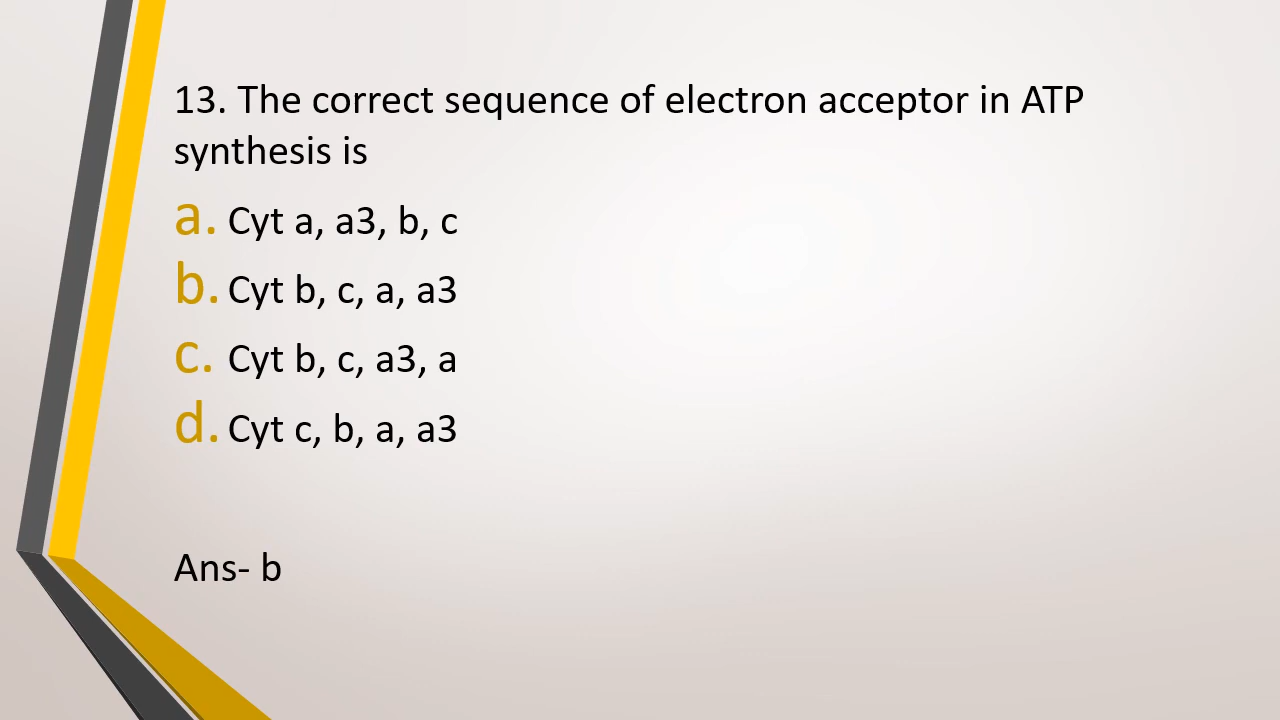 13. The correct sequence of electron acceptor in ATP
synthesis is
a. Cyt a, a3, b, c
b. Cyt b, c, a, a3
c. Cyt b, c, a3, a
d. Cyt c, b, a, a3
Ans- b